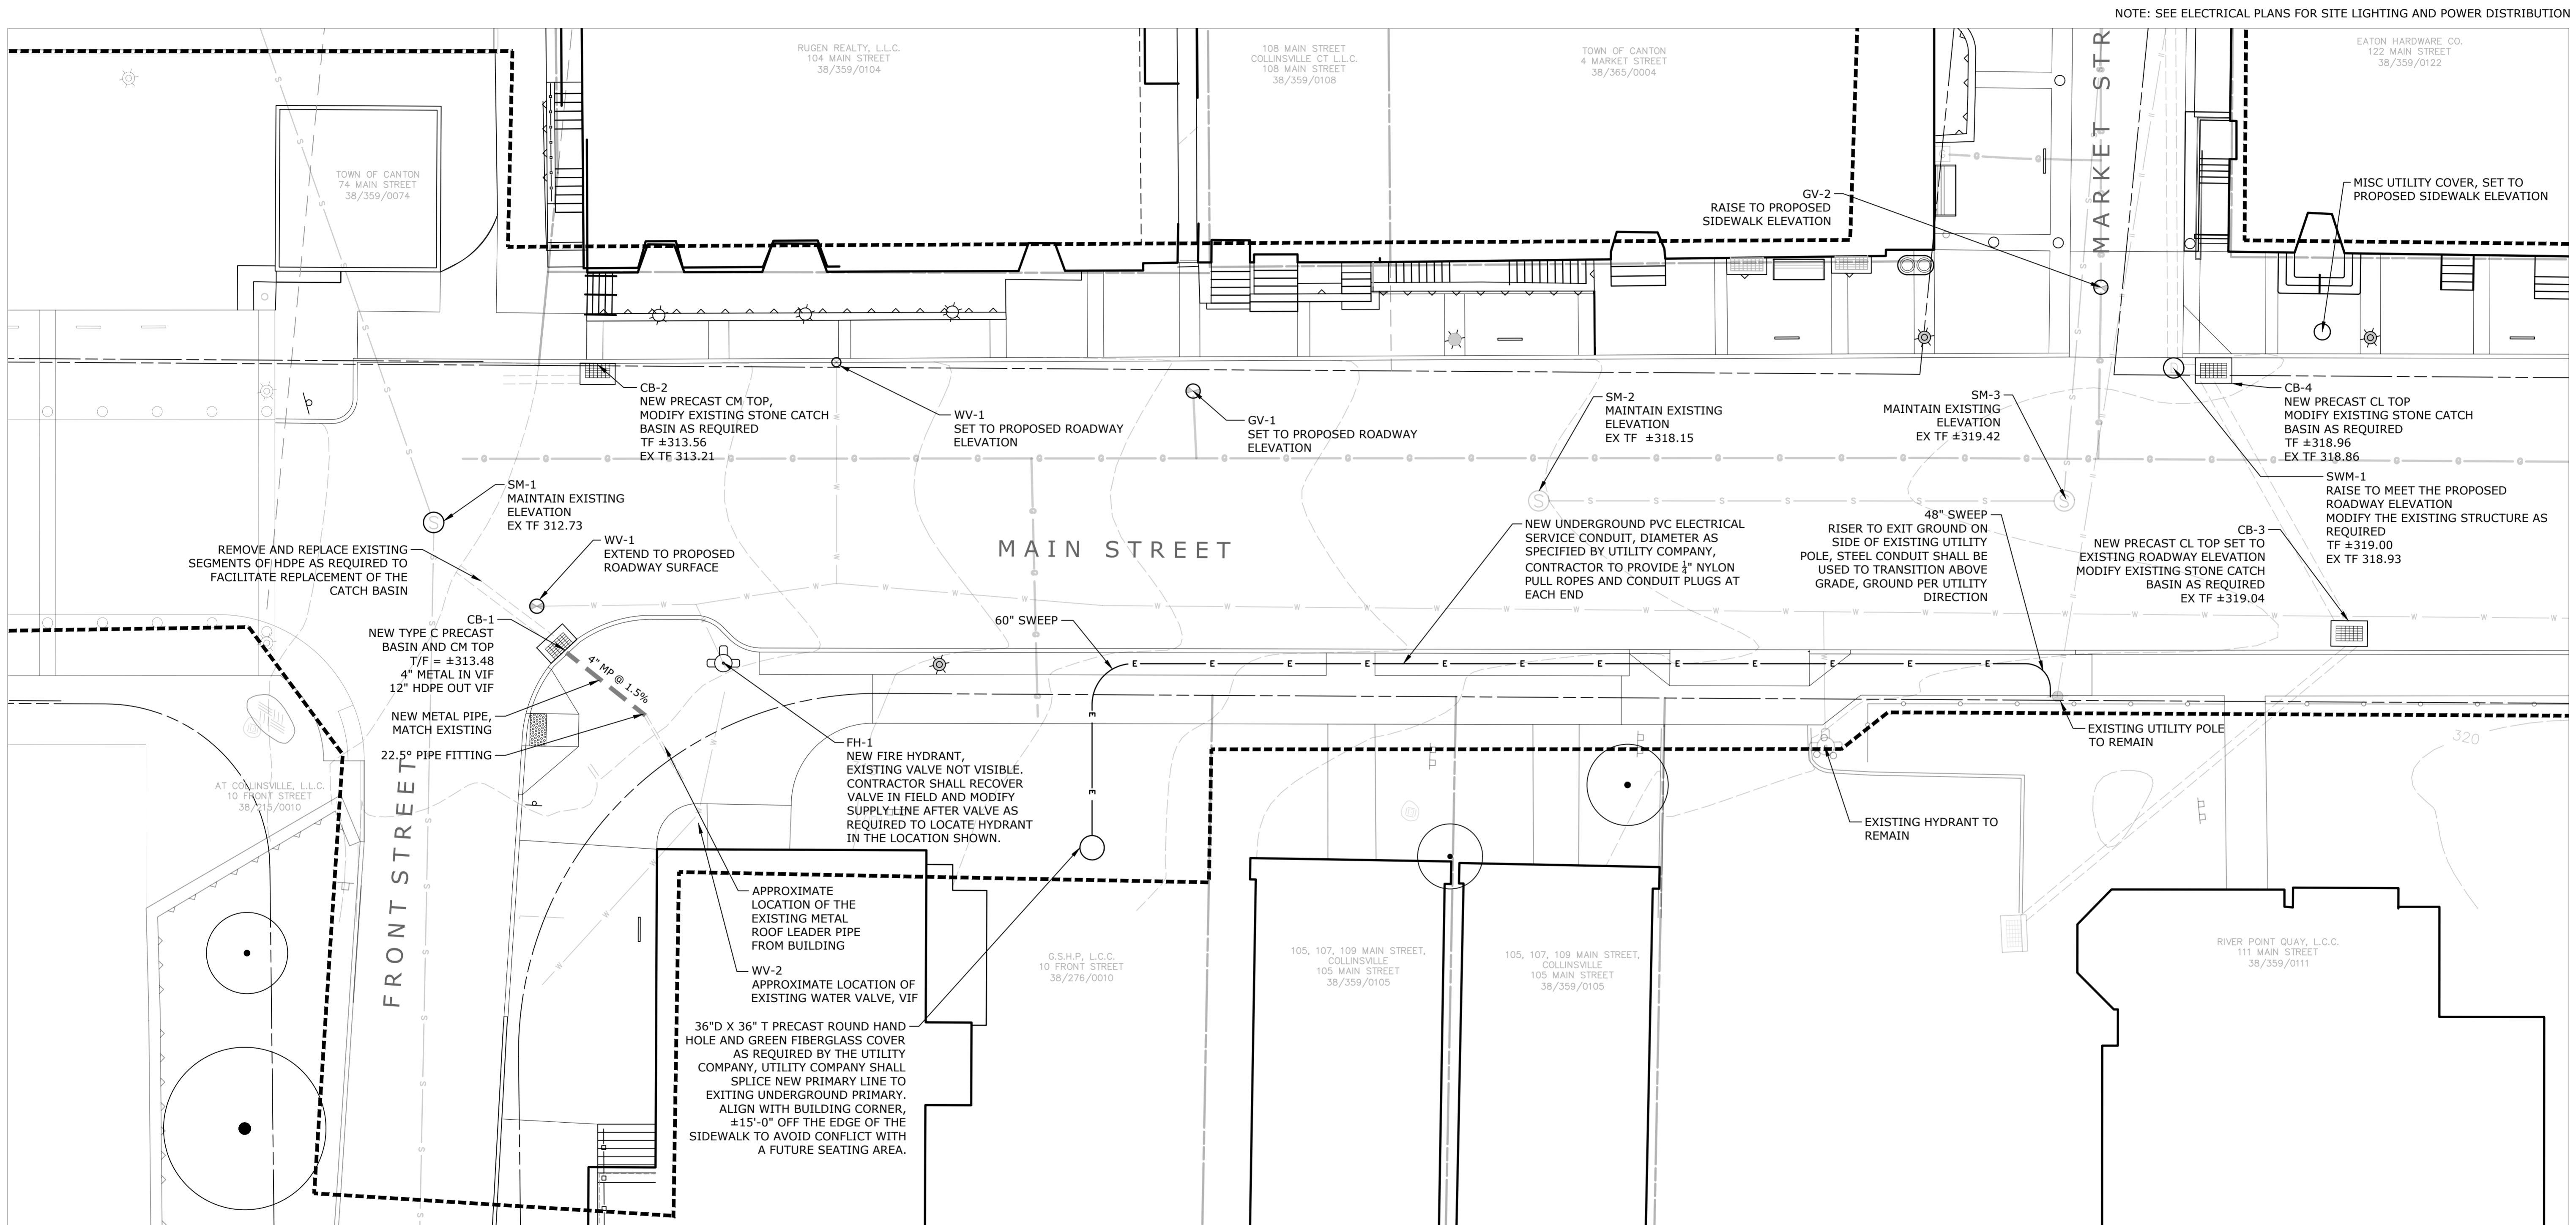 NOTE: SEE ELECTRICAL PLANS FOR SITE LIGHTING AND POWER DISTRIBUTION
RUGEN REALTY, L.L.C.
104 MAIN STREET
38/359/0104
108 MAIN STREET
COLLINSVILLE CT L.L.C.
108 MAIN STREET
38/359/0108
TOWN OF CANTON
4 MARKET STREET
38/365/0004
MARKET STR
EATON HARDWARE CO.
122 MAIN STREET
38/359/0122
TOWN OF CANTON
74 MAIN STREET
38/359/0074
GV-2
RAISE TO PROPOSED
SIDEWALK ELEVATION
MISC UTILITY COVER, SET TO
PROPOSED SIDEWALK ELEVATION
CB-2
NEW PRECAST CM TOP,
MODIFY EXISTING STONE CATCH
BASIN AS REQUIRED
TF ±313.56
EX TF 313.21
WV-1
SET TO PROPOSED ROADWAY
ELEVATION
GV-1
SET TO PROPOSED ROADWAY
ELEVATION
SM-2
MAINTAIN EXISTING
ELEVATION
EX TF ±318.15
SM-3
MAINTAIN EXISTING
ELEVATION
EX TF ±319.42
CB-4
NEW PRECAST CL TOP
MODIFY EXISTING STONE CATCH
BASIN AS REQUIRED
TF ±318.96
EX TF 318.86
SWM-1
RAISE TO MEET THE PROPOSED
ROADWAY ELEVATION
MODIFY THE EXISTING STRUCTURE AS
REQUIRED
TF ±319.00
EX TF 318.93
SM-1
MAINTAIN EXISTING
ELEVATION
EX TF 312.73
REMOVE AND REPLACE EXISTING
SEGMENTS OF HDPE AS REQUIRED TO
FACILITATE REPLACEMENT OF THE
CATCH BASIN
WV-1
EXTEND TO PROPOSED
ROADWAY SURFACE
MAIN STREET
NEW UNDERGROUND PVC ELECTRICAL
SERVICE CONDUIT, DIAMETER AS
SPECIFIED BY UTILITY COMPANY,
CONTRACTOR TO PROVIDE ¼" NYLON
PULL ROPES AND CONDUIT PLUGS AT
EACH END
48" SWEEP
RISER TO EXIT GROUND ON
SIDE OF EXISTING UTILITY
POLE, STEEL CONDUIT SHALL BE
USED TO TRANSITION ABOVE
GRADE, GROUND PER UTILITY
DIRECTION
CB-3
NEW PRECAST CL TOP SET TO
EXISTING ROADWAY ELEVATION
MODIFY EXISTING STONE CATCH
BASIN AS REQUIRED
EX TF ±319.04
CB-1
NEW TYPE C PRECAST
BASIN AND CM TOP
T/F = ±313.48
4" METAL IN VIF
12" HDPE OUT VIF
60" SWEEP
4" MP @ 1.5%
NEW METAL PIPE,
MATCH EXISTING
22.5° PIPE FITTING
FH-1
NEW FIRE HYDRANT,
EXISTING VALVE NOT VISIBLE.
CONTRACTOR SHALL RECOVER
VALVE IN FIELD AND MODIFY
SUPPLY LINE AFTER VALVE AS
REQUIRED TO LOCATE HYDRANT
IN THE LOCATION SHOWN.
EXISTING UTILITY POLE
TO REMAIN
320
AT COLLINSVILLE, L.L.C.
10 FRONT STREET
38/215/0010
FRONT STREET
EXISTING HYDRANT TO
REMAIN
APPROXIMATE
LOCATION OF THE
EXISTING METAL
ROOF LEADER PIPE
FROM BUILDING
WV-2
APPROXIMATE LOCATION OF
EXISTING WATER VALVE, VIF
G.S.H.P, L.C.C.
10 FRONT STREET
38/276/0010
105, 107, 109 MAIN STREET,
COLLINSVILLE
105 MAIN STREET
38/359/0105
105, 107, 109 MAIN STREET,
COLLINSVILLE
105 MAIN STREET
38/359/0105
RIVER POINT QUAY, L.C.C.
111 MAIN STREET
38/359/0111
36"D X 36" T PRECAST ROUND HAND
HOLE AND GREEN FIBERGLASS COVER
AS REQUIRED BY THE UTILITY
COMPANY, UTILITY COMPANY SHALL
SPLICE NEW PRIMARY LINE TO
EXITING UNDERGROUND PRIMARY.
ALIGN WITH BUILDING CORNER,
±15'-0" OFF THE EDGE OF THE
SIDEWALK TO AVOID CONFLICT WITH
A FUTURE SEATING AREA.